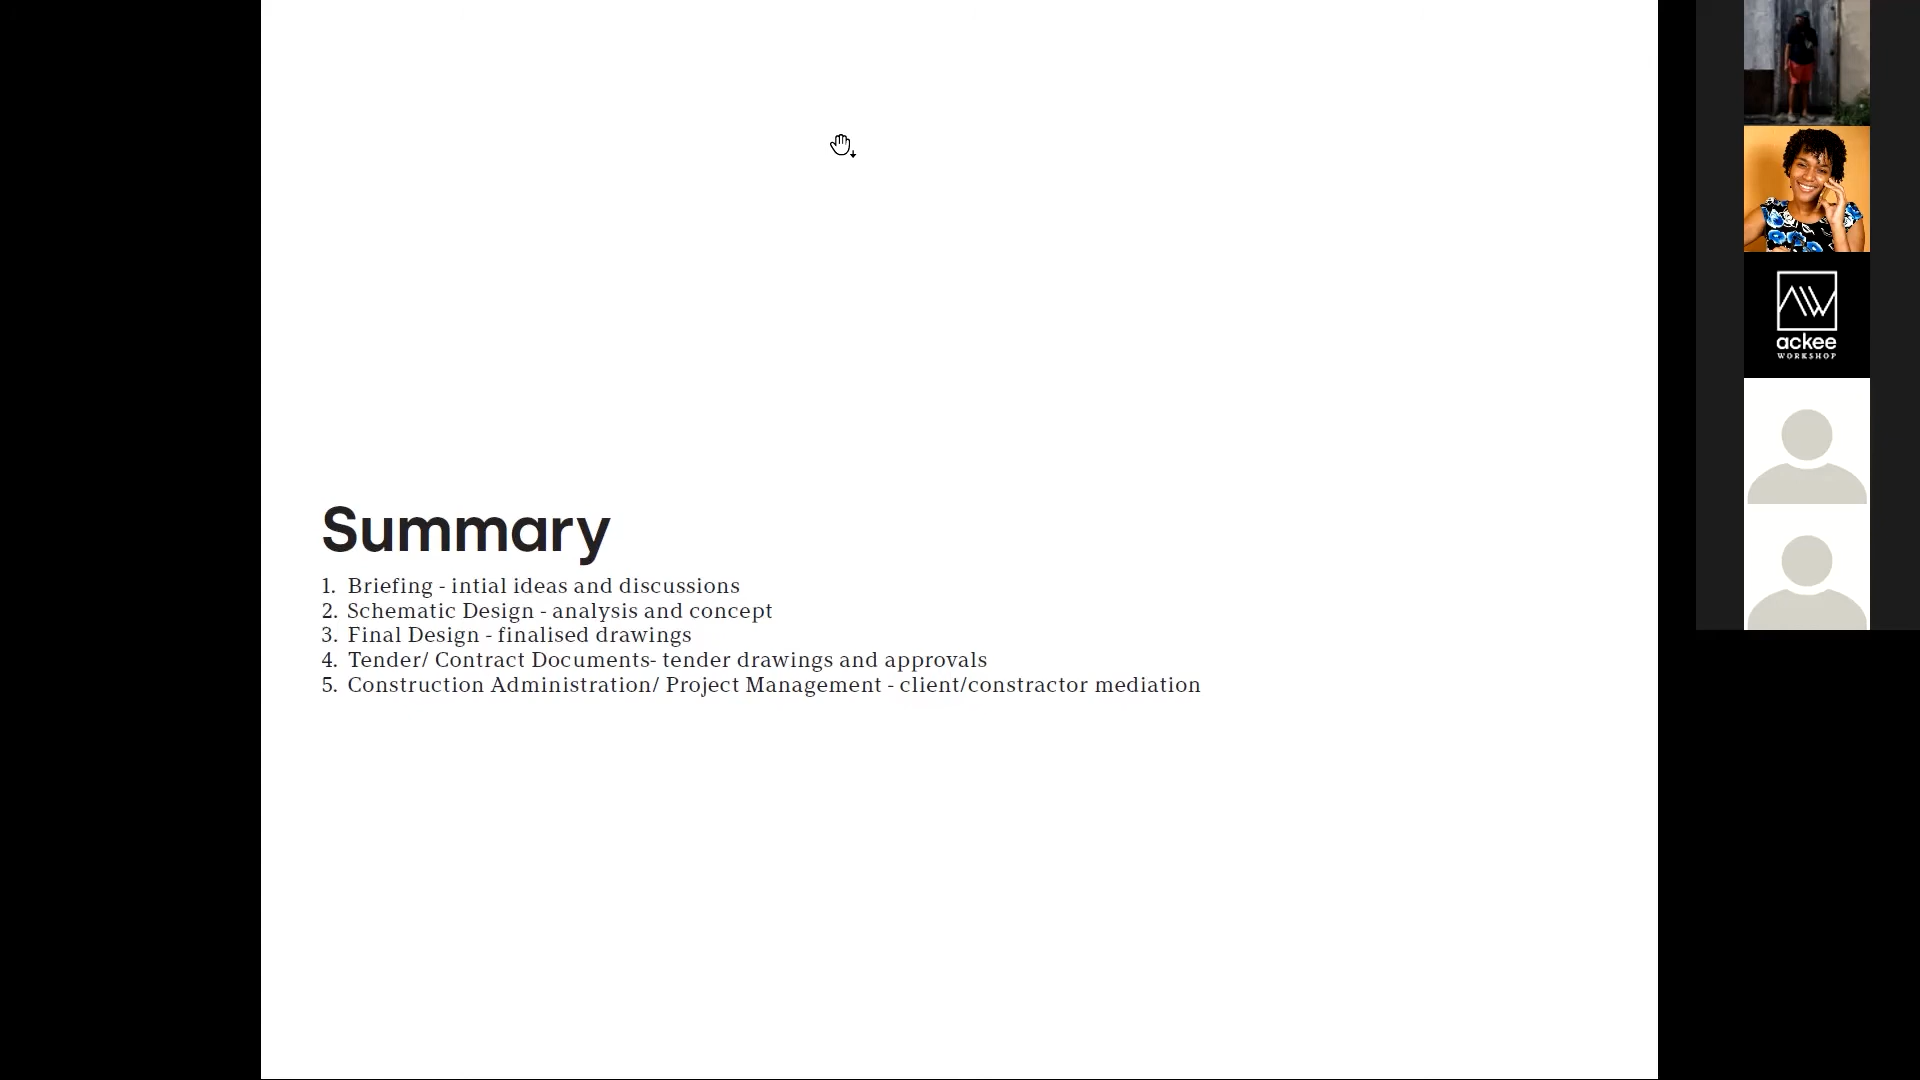 Summary
1. Briefing - intial ideas and discussions
2. Schematic Design - analysis and concept
3. Final Design - finalised drawings
4. Tender/ Contract Documents- tender drawings and approvals
5. Construction Administration/ Project Management - client/constractor mediation
AW
ackee
WORKSHOP